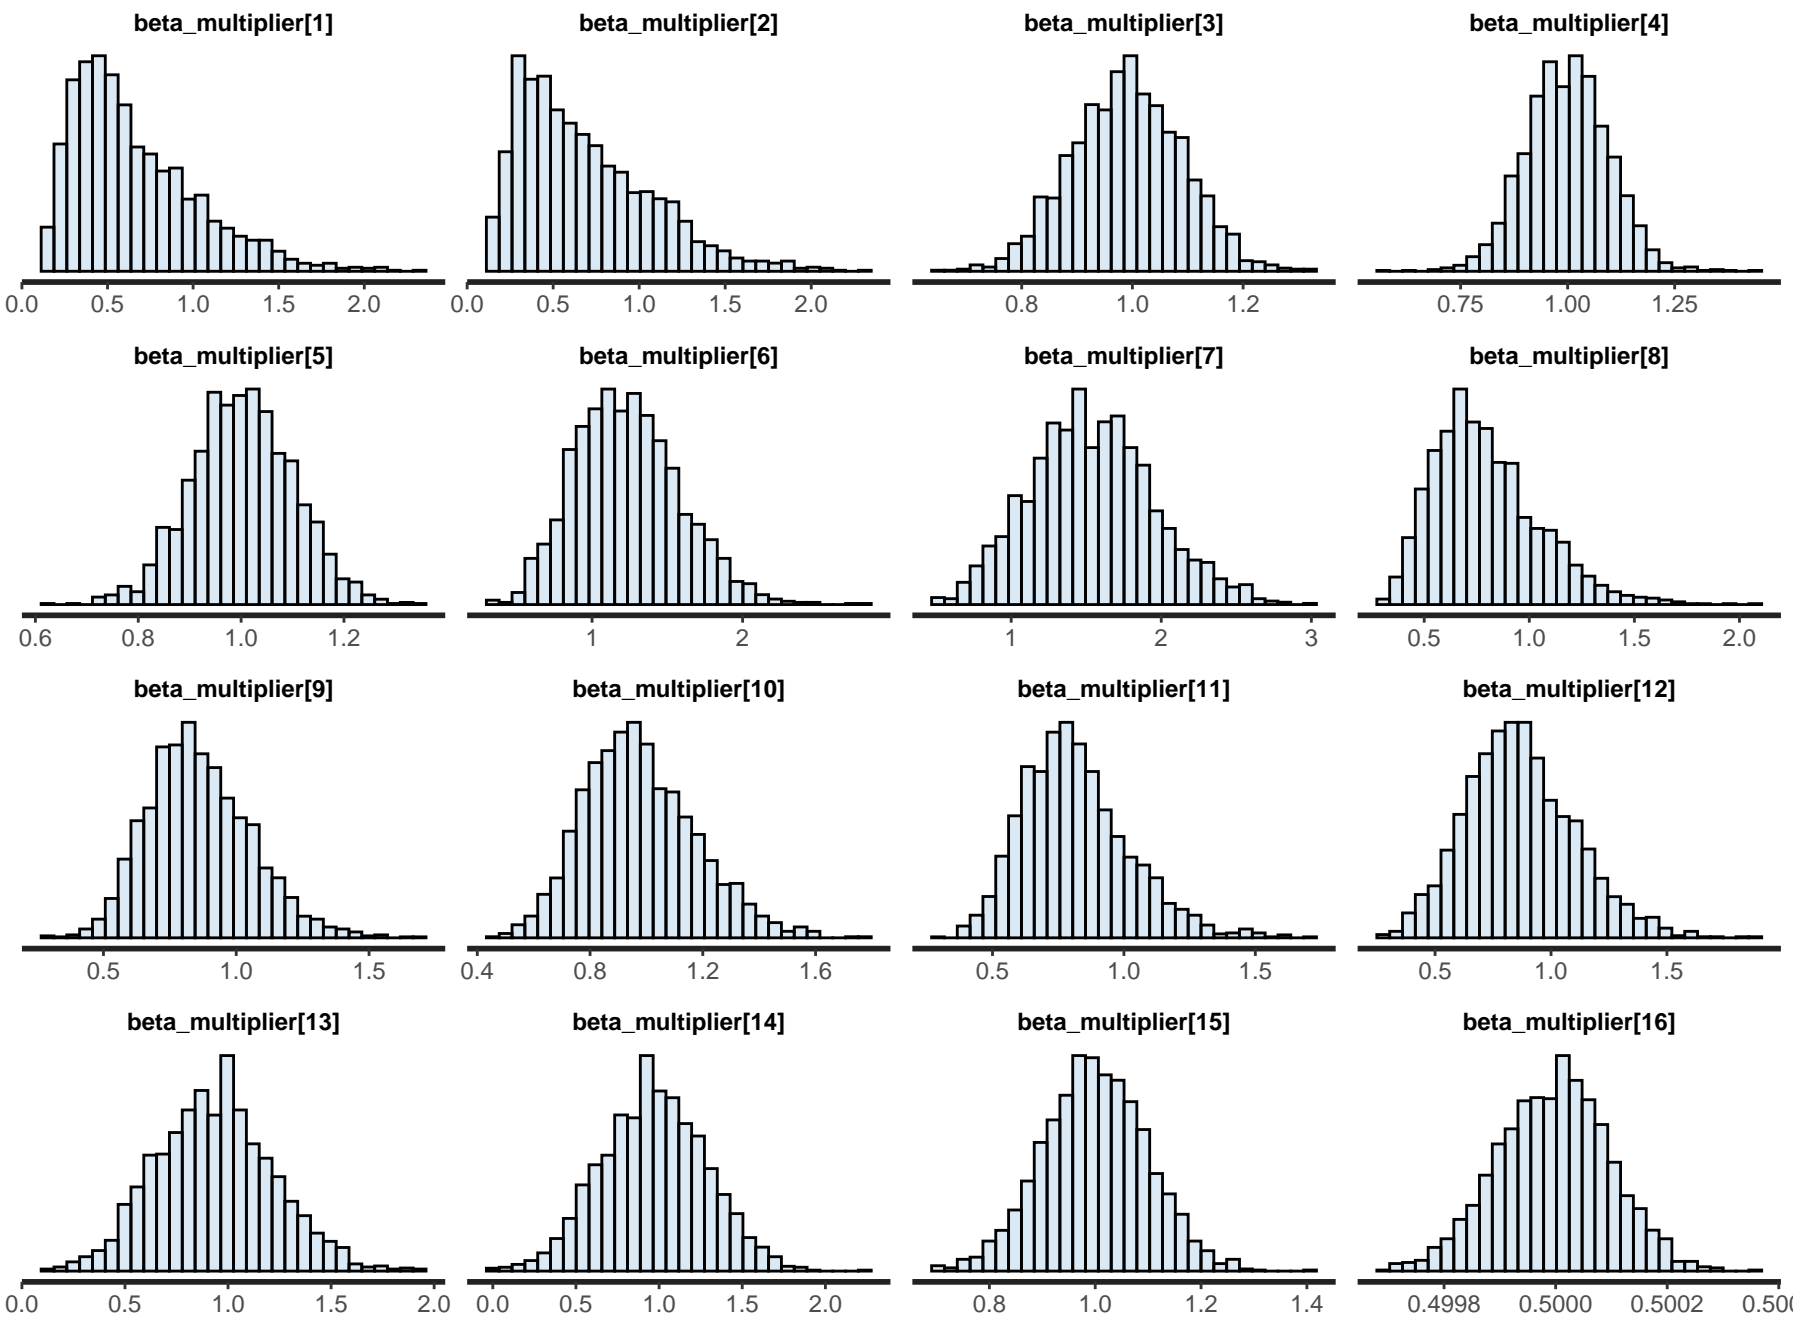 beta_multiplier[1] beta_multiplier[2] beta_multiplier[3] beta_multiplier[4]
0.0 0.5 1.0 1.5 2.0 0.0 0.5 1.0 1.5 2.0 0.8 1.0 1.2 0.75 1.00 1.25
beta_multiplier[5] beta_multiplier[6] beta_multiplier[7] beta_multiplier[8]
0.6 0.8 1.0 1.2 1 2 1 2 3 0.5 1.0 1.5 2.0
beta_multiplier[9] beta_multiplier[10] beta_multiplier[11] beta_multiplier[12]
0.5 1.0 1.5 0.4 0.8 1.2 1.6 0.5 1.0 1.5 0.5 1.0 1.5
beta_multiplier[13] beta_multiplier[14] beta_multiplier[15] beta_multiplier[16]
0.0 0.5 1.0 1.5 2.0 0.0 0.5 1.0 1.5 2.0 0.8 1.0 1.2 1.4 0.4998 0.5000 0.5002